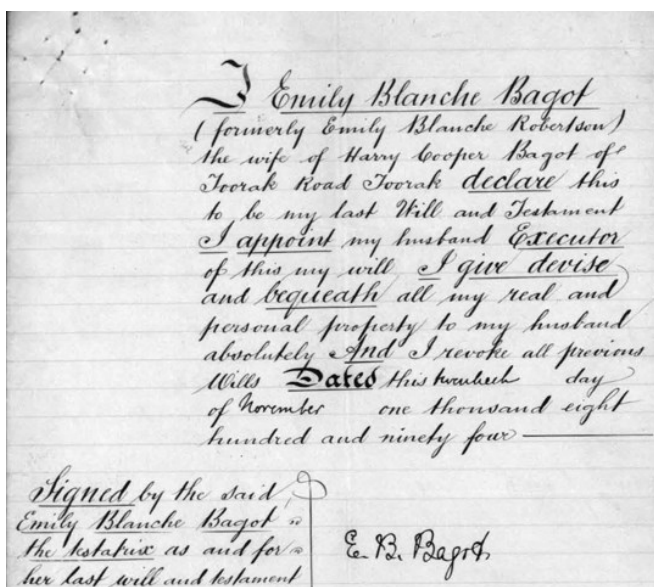 I Emily Blanche Bagot
(formerly Emily Blanche Robertson)
the wife of Harry Cooper Bagot of
Toorak Road Toorak declare this
to be my last Will and Testament
I appoint my husband Executor
of this my will, I give devise
and bequeath all my real and
personal property to my husband
absolutely And I revoke all previous
Wills Dated this twentieth day
of November one thousand eight
hundred and ninety four
Signed by the said
Emily Blanche Bagot
the testatrix as and for
her last will and testament
E. B. Bagot